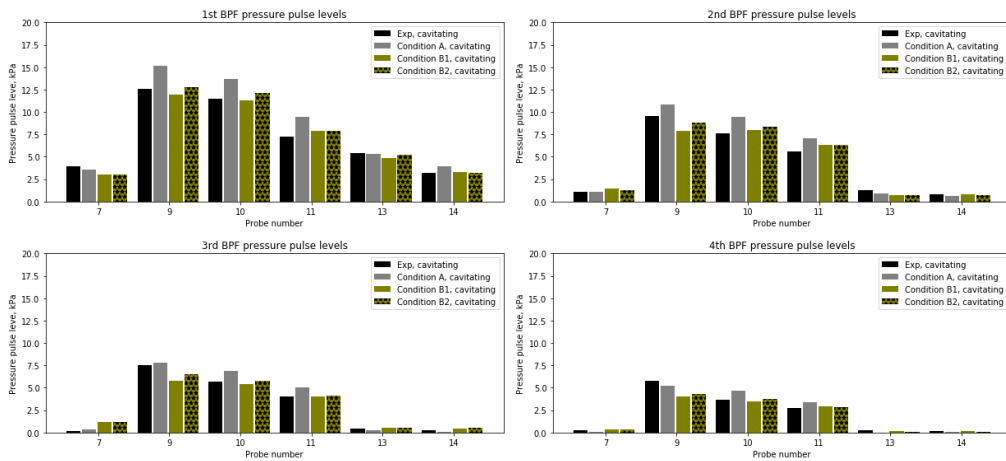 1st BPF pressure pulse levels
Pressure pulse leve, kPa
20.0
17.5
15.0
12.5
10.0
7.5
5.0
2.5
0.0
Exp, cavitating
Condition A, cavitating
Condition B1, cavitating
Condition B2, cavitating
7 9 10 11 13 14
Probe number
2nd BPF pressure pulse levels
Pressure pulse leve, kPa
20.0
17.5
15.0
12.5
10.0
7.5
5.0
2.5
0.0
Exp, cavitating
Condition A, cavitating
Condition B1, cavitating
Condition B2, cavitating
7 9 10 11 13 14
Probe number
3rd BPF pressure pulse levels
Pressure pulse leve, kPa
20.0
17.5
15.0
12.5
10.0
7.5
5.0
2.5
0.0
Exp, cavitating
Condition A, cavitating
Condition B1, cavitating
Condition B2, cavitating
7 9 10 11 13 14
Probe number
4th BPF pressure pulse levels
Pressure pulse leve, kPa
20.0
17.5
15.0
12.5
10.0
7.5
5.0
2.5
0.0
Exp, cavitating
Condition A, cavitating
Condition B1, cavitating
Condition B2, cavitating
7 9 10 11 13 14
Probe number